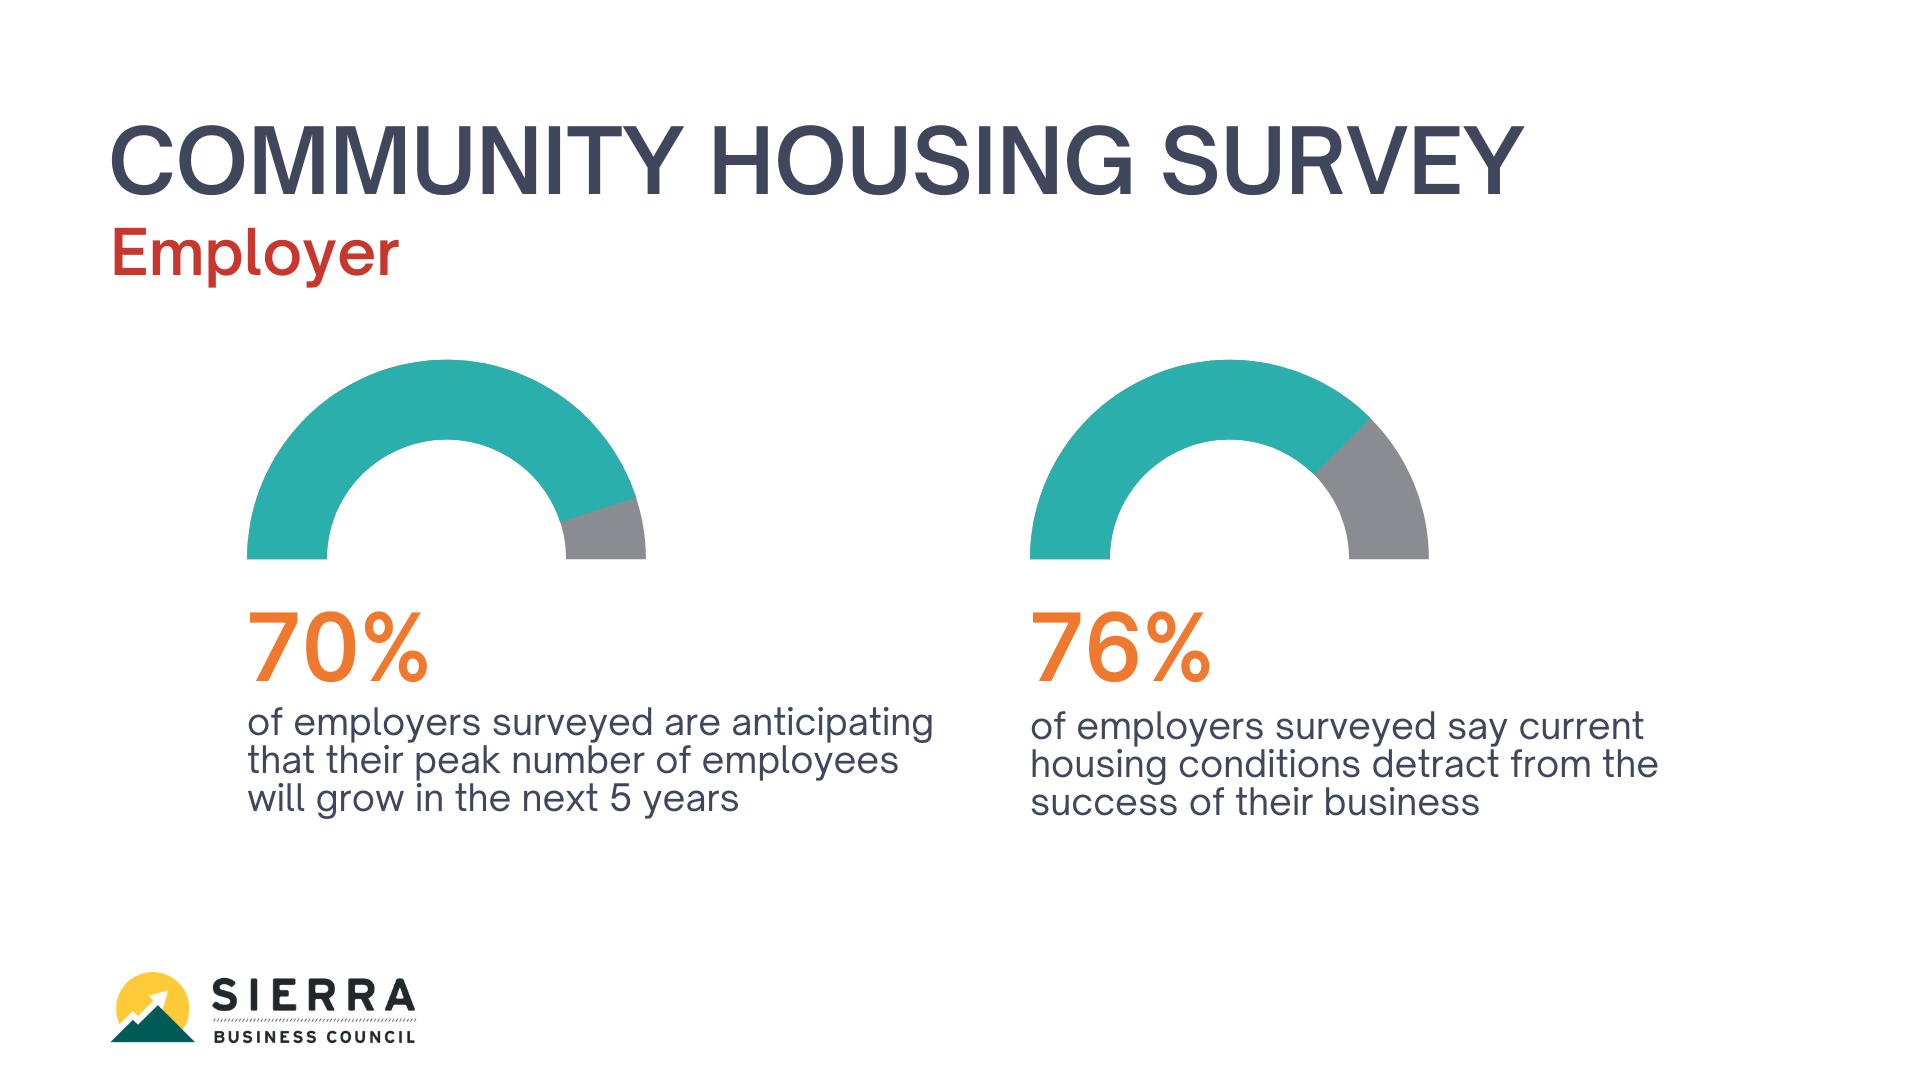 COMMUNITY HOUSING SURVEY
Employer
70%
of employers surveyed are anticipating
that their peak number of employees
will grow in the next 5 years
76%
of employers surveyed say current
housing conditions detract from the
success of their business
SIERRA
BUSINESS COUNCIL